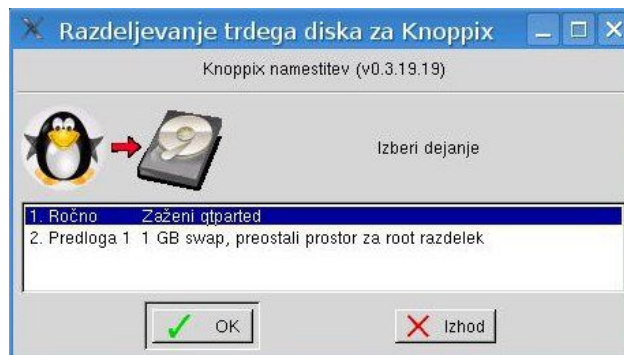 Razdeljevanje trdega diska za Knoppix
Knoppix namestitev (v0.3.19.19)
Izberi dejanje
1. Ročno Zaženi qtparted
2. Predloga 1 1 GB swap, preostali prostor za root razdelek
OK
Izhod